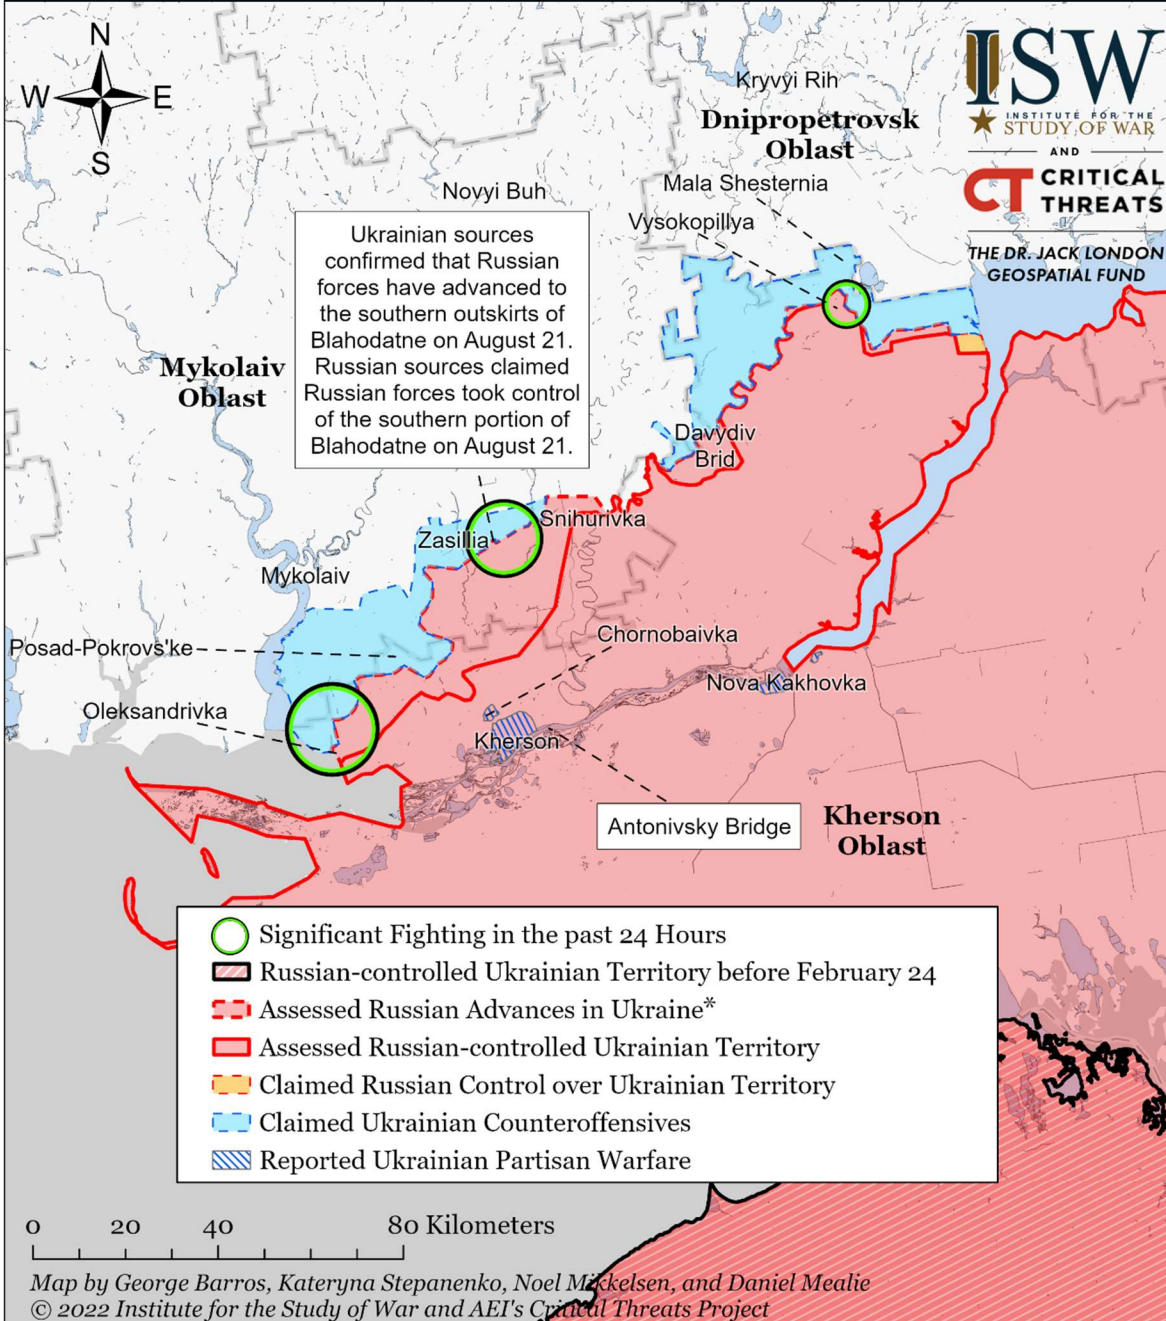 N
W
E
S
ISW
INSTITUTE FOR THE
STUDY OF WAR
AND
CT CRITICAL
THREATS
THE DR. JACK LONDON
GEOSPATIAL FUND
Kryvyi Rih
Dnipropetrovsk
Oblast
Mala Shesternia
Vysokopillya
Novyi Buh
Ukrainian sources
confirmed that Russian
forces have advanced to
the southern outskirts of
Blahodatne on August 21.
Russian sources claimed
Russian forces took control
of the southern portion of
Blahodatne on August 21.
Mykolaiv
Oblast
Davydiv
Brid
Snihurivka
Zasillia
Mykolaiv
Chornobaivka
Posad-Pokrovs'ke
Nova Kakhovka
Oleksandrivka
Kherson
Antonivsky Bridge
Kherson
Oblast
Significant Fighting in the past 24 Hours
Russian-controlled Ukrainian Territory before February 24
Assessed Russian Advances in Ukraine*
Assessed Russian-controlled Ukrainian Territory
Claimed Russian Control over Ukrainian Territory
Claimed Ukrainian Counteroffensives
Reported Ukrainian Partisan Warfare
0 20 40 80 Kilometers
Map by George Barros, Kateryna Stepanenko, Noel Mikkelsen, and Daniel Mealie
© 2022 Institute for the Study of War and AEI's Critical Threats Project